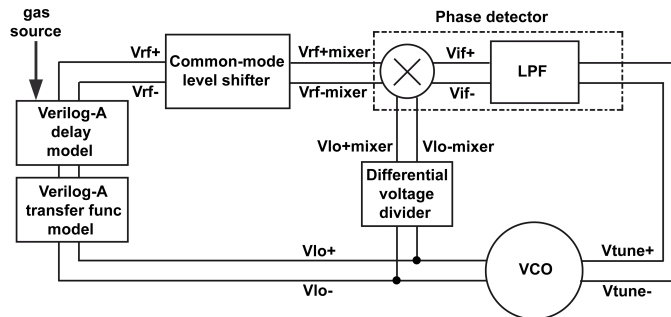 gas
source
Phase detector
Vrf+
Common-mode
level shifter
Vrf+mixer
Vif+
LPF
Vrf-
Vrf-mixer
Vif-
Verilog-A
delay
model
Vlo+mixer
Vlo-mixer
Verilog-A
transfer func
model
Differential
voltage
divider
Vlo+
VCO
Vtune+
Vlo-
Vtune-